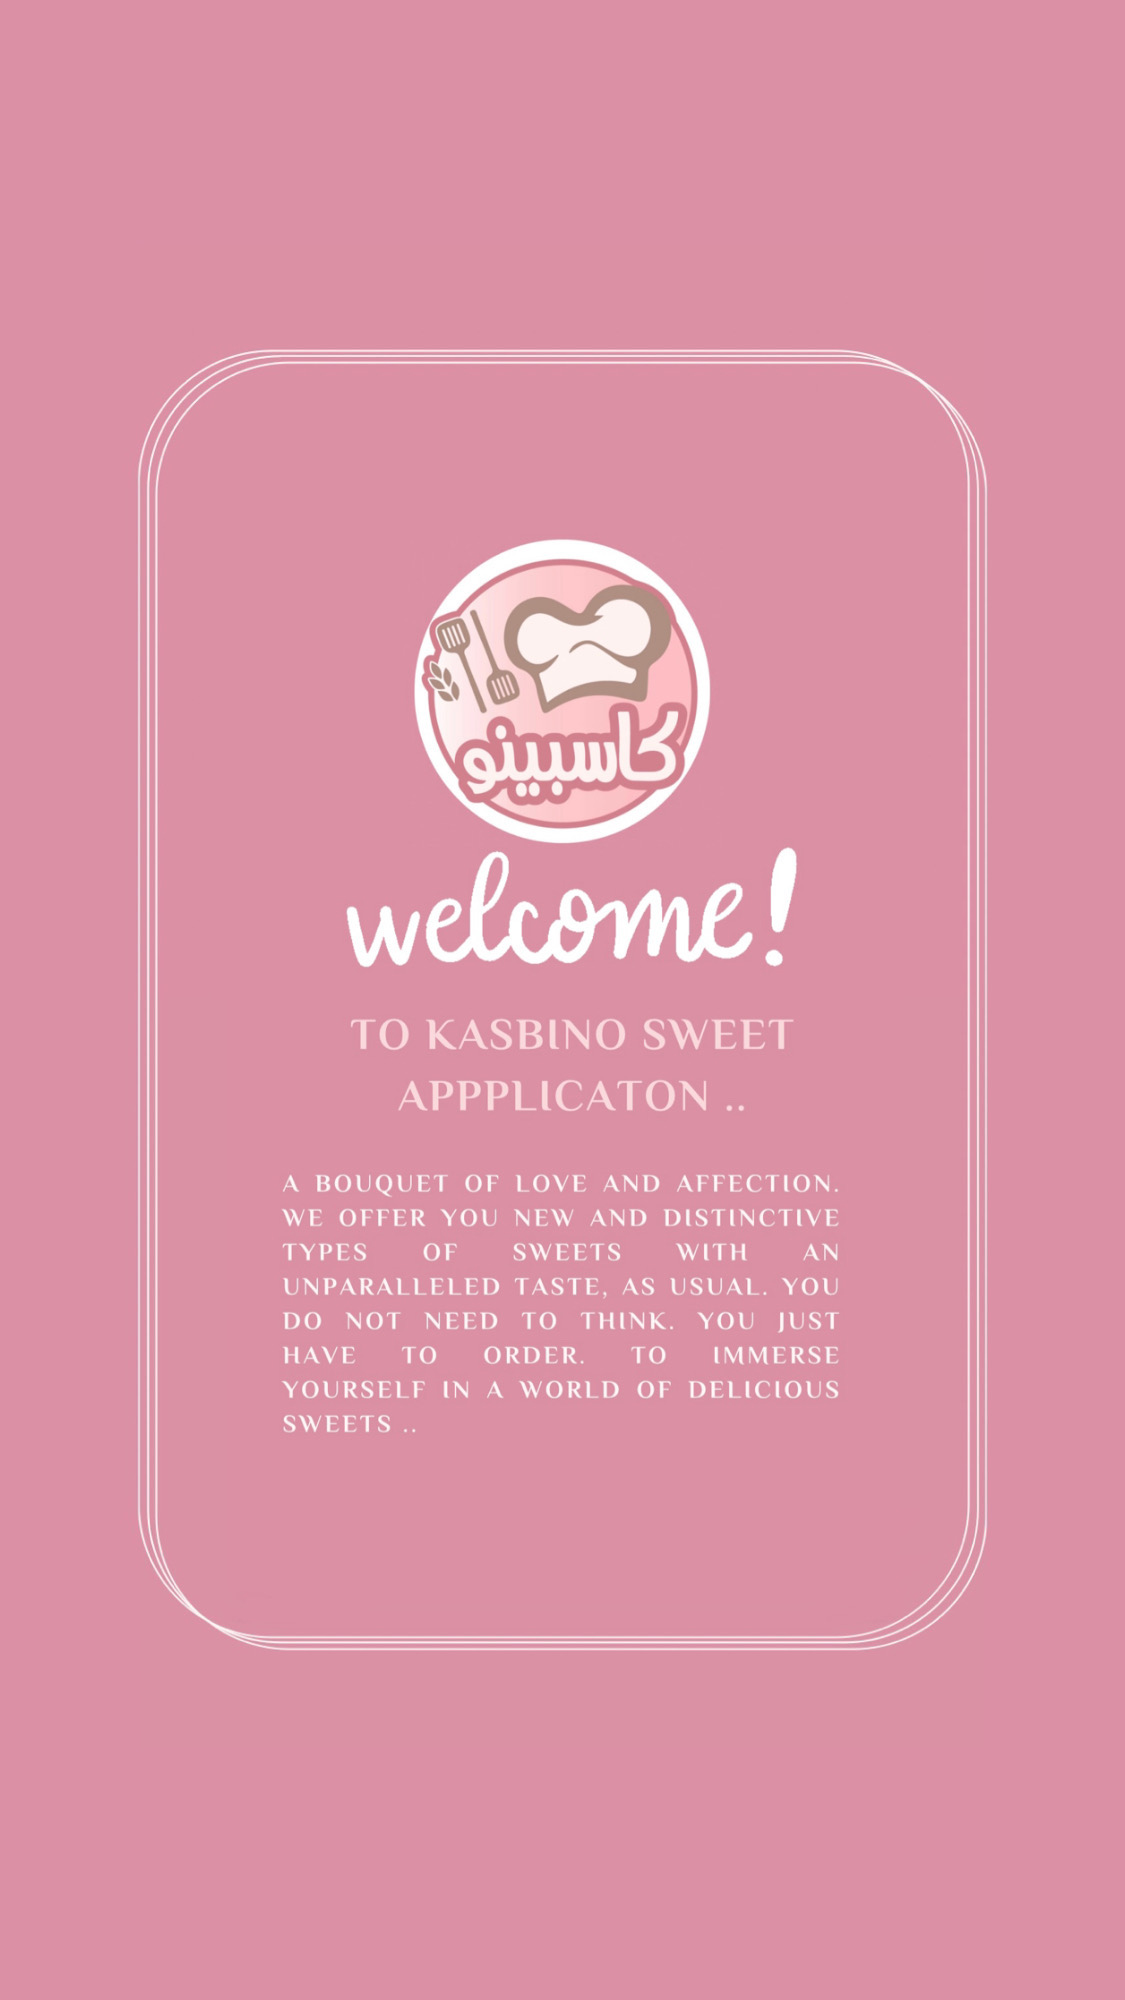 كاسبينو
welcome!
TO KASBINO SWEET
APPPLICATON ..
A BOUQUET OF LOVE AND AFFECTION.
WE OFFER YOU NEW AND DISTINCTIVE
TYPES OF SWEETS WITH AN
UNPARALLELED TASTE, AS USUAL. YOU
DO NOT NEED TO THINK. YOU JUST
HAVE TO ORDER. TO IMMERSE
YOURSELF IN A WORLD OF DELICIOUS
SWEETS ..